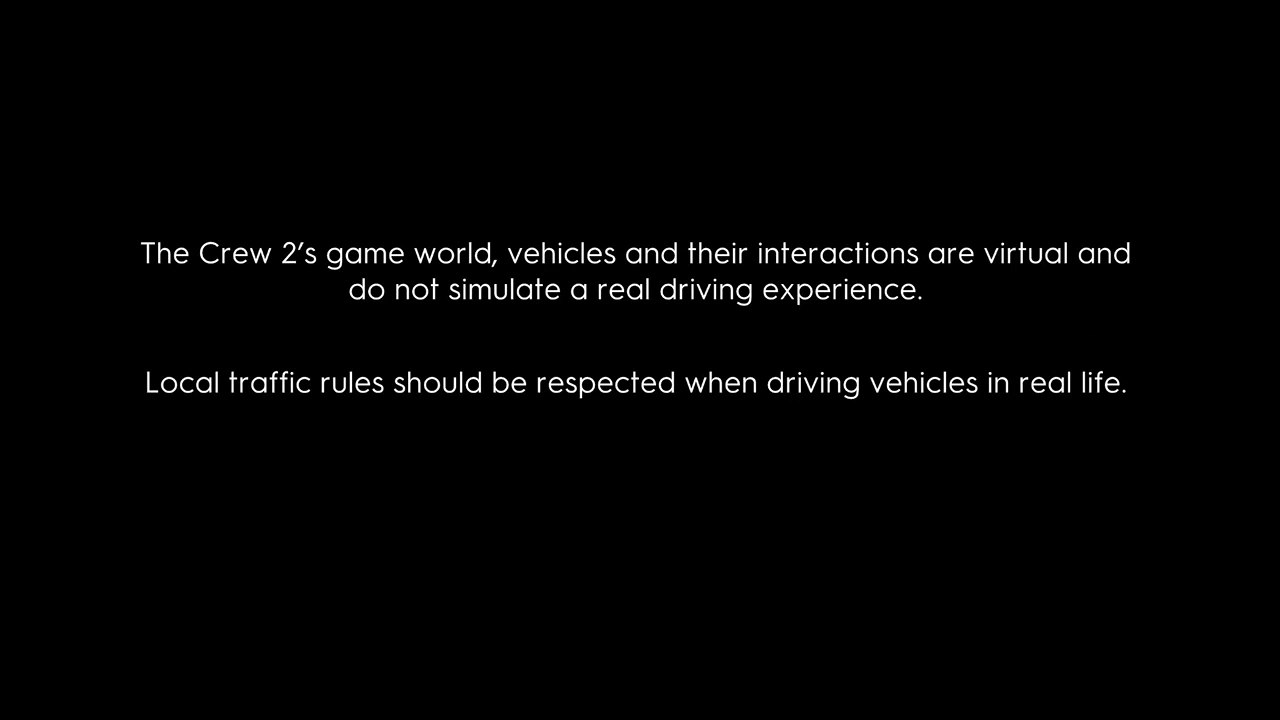 The Crew 2’s game world, vehicles and their interactions are virtual and
do not simulate a real driving experience.
Local traffic rules should be respected when driving vehicles in real life.